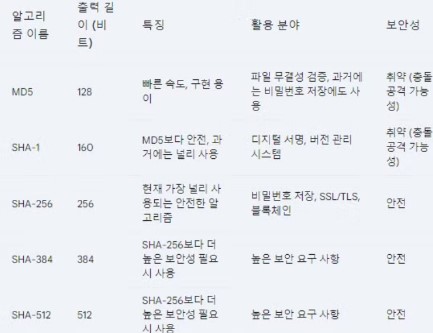 알고리 출력 길 특징 활용 분야 보안성
즘 이름 이 (비
트)
MD5 128 빠른 속도, 구현 용 파일 무결성 검증, 과거에 취약 (충돌
이 는 비밀번호 저장에도 사 공격 가능
용 성)
SHA-1 160 MD5보다 안전, 과 디지털 서명, 버전 관리 취약 (충돌
거에는 널리 사용 시스템 공격 가능
성)
SHA-256 256 현재 가장 널리 사 비밀번호 저장, SSL/TLS, 안전
용되는 안전한 알 블록체인
고리즘
SHA-384 384 SHA-256보다 더 높은 보안 요구 사항 안전
높은 보안성 필요
시 사용
SHA-512 512 SHA-256보다 더 높은 보안 요구 사항 안전
높은 보안성 필요
시 사용